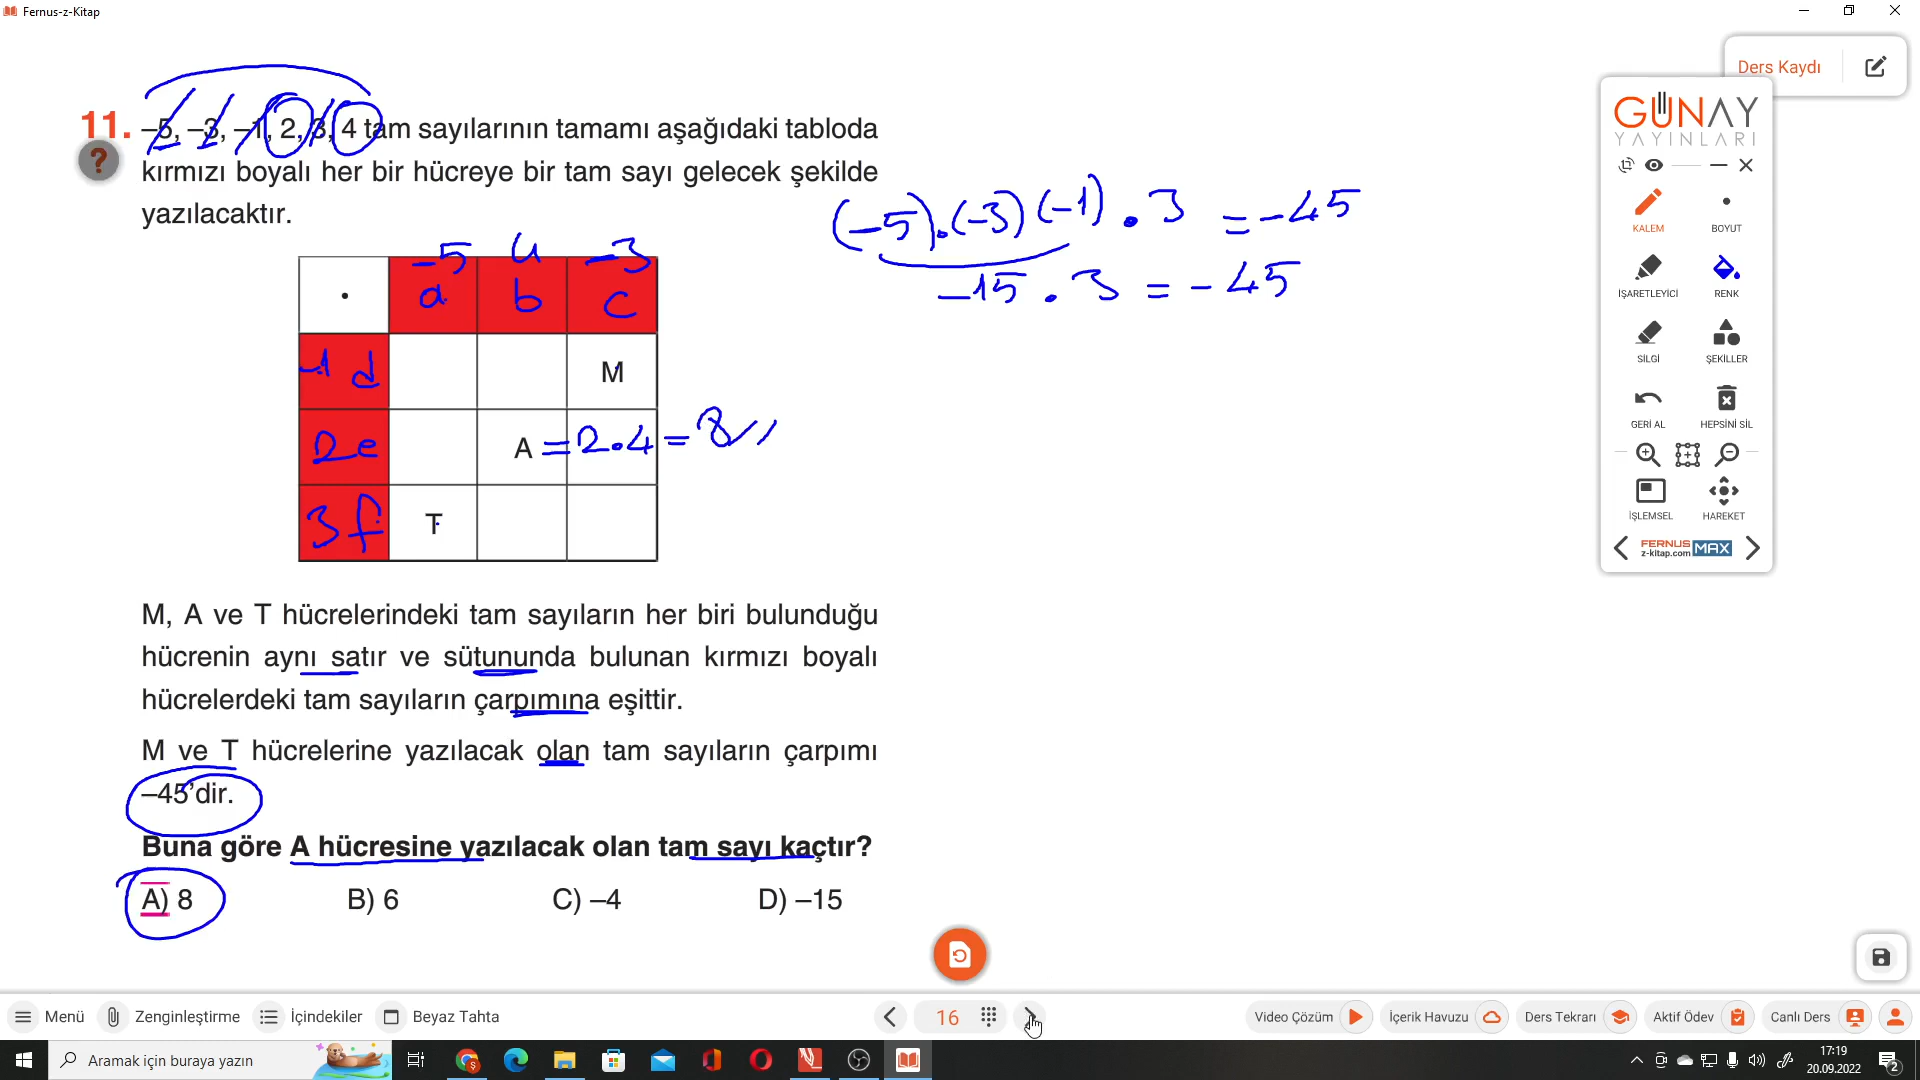 Fernus-z-Kitap
Ders Kaydı
11. –5, –3, –1, 2, 3, 4 tam sayılarının tamamı aşağıdaki tabloda
kırmızı boyalı her bir hücreye bir tam sayı gelecek şekilde
yazılacaktır.
?
(-5).(-3)(-1).3 = -45
-15.3 = -45
-5 4 -3
. a b c
-1 d M
2 e A = 2.4 = 8
3 f T
M, A ve T hücrelerindeki tam sayıların her biri bulunduğu
hücrenin aynı satır ve sütununda bulunan kırmızı boyalı
hücrelerdeki tam sayıların çarpımına eşittir.
M ve T hücrelerine yazılacak olan tam sayıların çarpımı
–45'dir.
Buna göre A hücresine yazılacak olan tam sayı kaçtır?
A) 8 B) 6 C) –4 D) –15
GÜNAY
YAYINLARI
KALEM BOYUT
İŞARETLEYİCİ RENK
SİLGİ ŞEKİLLER
GERİ AL HEPSİNİ SİL
İŞLEMSEL HAREKET
FERNUS
z-kitap.com MAX
Menü Zenginleştirme İçindekiler Beyaz Tahta 16 Video Çözüm İçerik Havuzu Ders Tekrarı Aktif Ödev Canlı Ders
Aramak için buraya yazın
17:19
20.09.2022
2